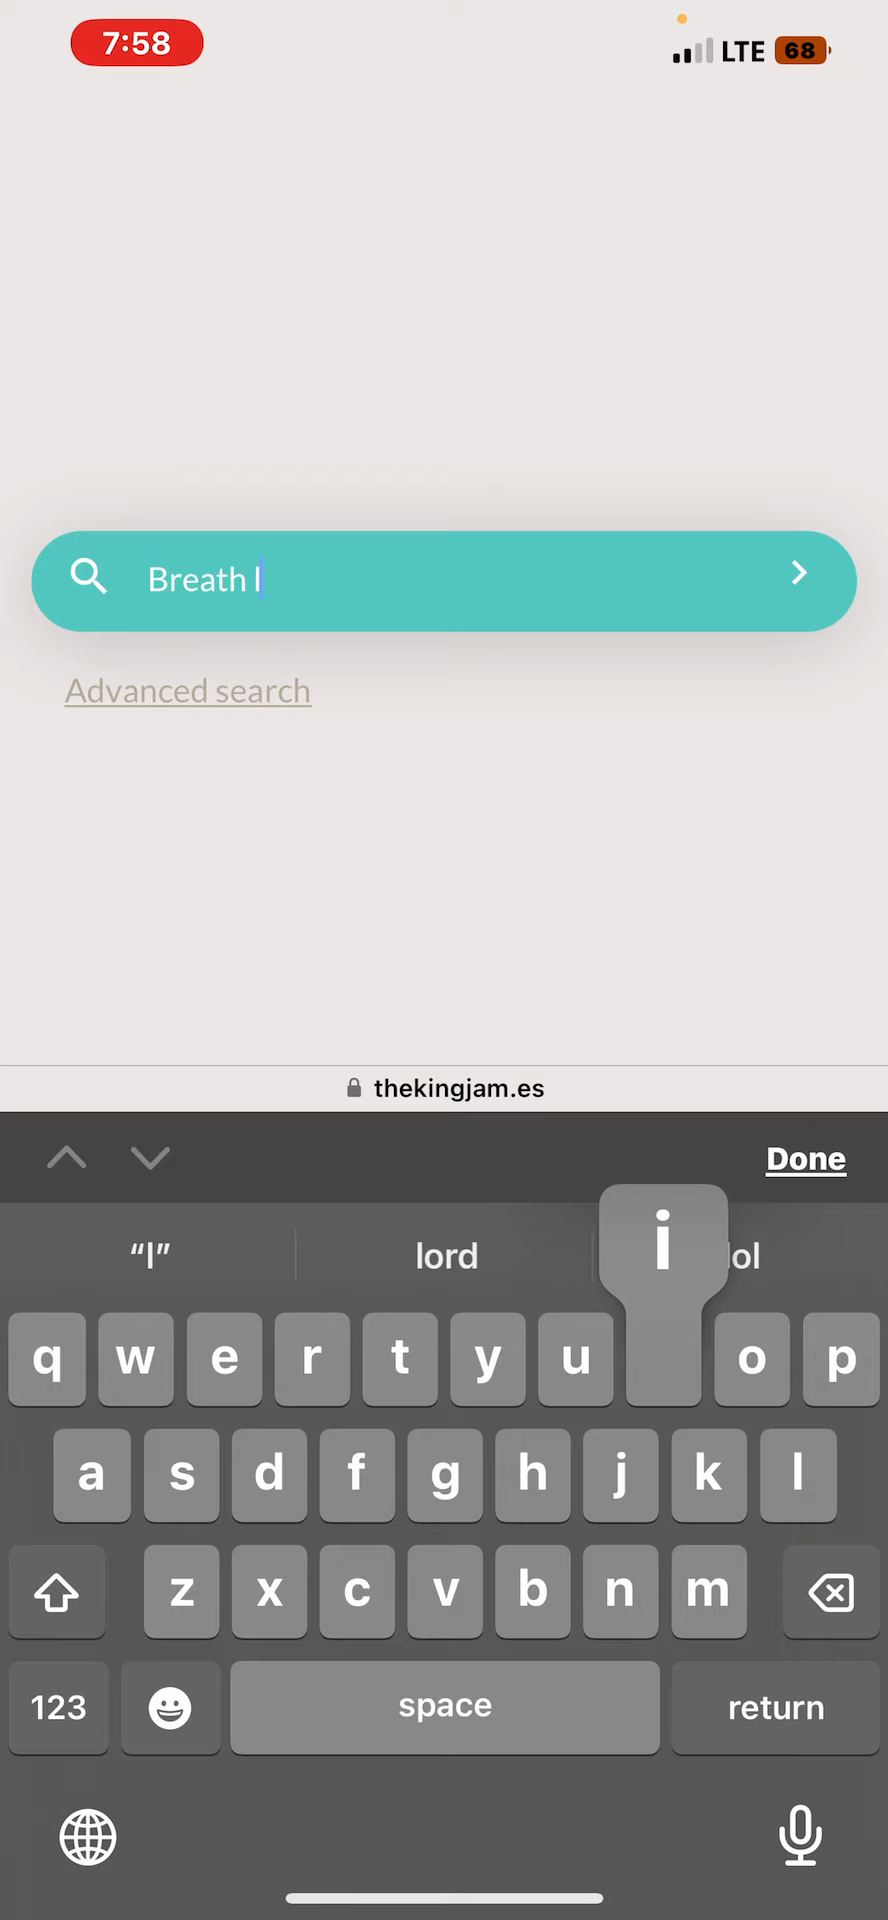 7:58
LTE 68
Breath l
Advanced search
thekingjam.es
Done
“l” lord lol
i
q w e r t y u o p
a s d f g h j k l
z x c v b n m
123 space return